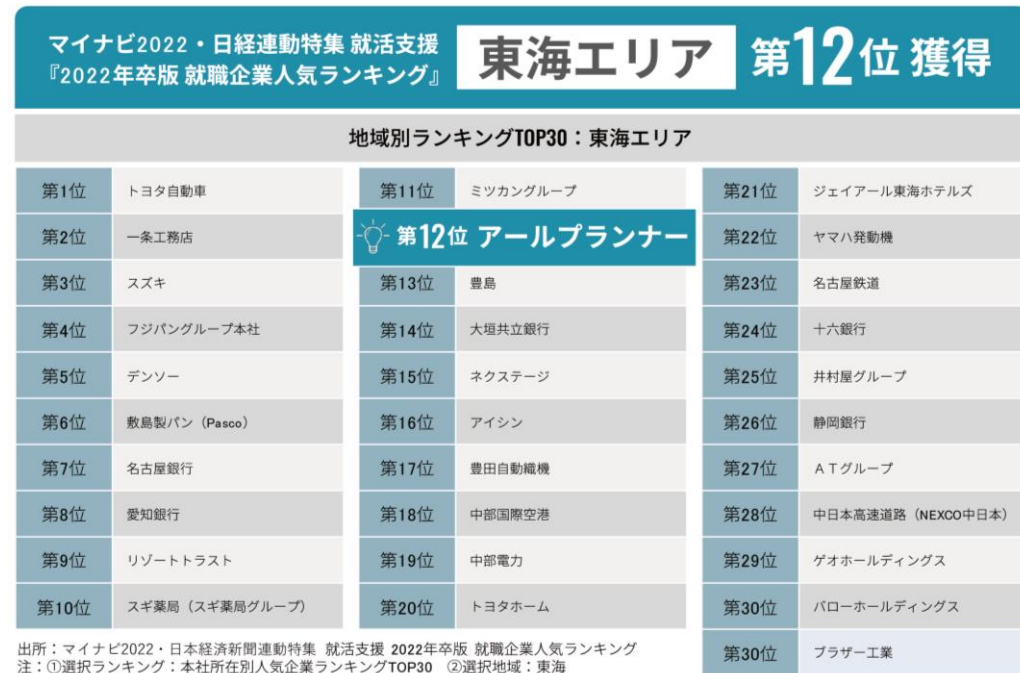 マイナビ2022・日経連動特集 就活支援
『2022年卒版 就職企業人気ランキング』
東海エリア
第12位 獲得
地域別ランキングTOP30：東海エリア
第1位 トヨタ自動車
第2位 一条工務店
第3位 スズキ
第4位 フジパングループ本社
第5位 デンソー
第6位 敷島製パン（Pasco）
第7位 名古屋銀行
第8位 愛知銀行
第9位 リゾートトラスト
第10位 スギ薬局（スギ薬局グループ）
第11位 ミツカングループ
第12位 アールプランナー
第13位 豊島
第14位 大垣共立銀行
第15位 ネクステージ
第16位 アイシン
第17位 豊田自動織機
第18位 中部国際空港
第19位 中部電力
第20位 トヨタホーム
第21位 ジェイアール東海ホテルズ
第22位 ヤマハ発動機
第23位 名古屋鉄道
第24位 十六銀行
第25位 井村屋グループ
第26位 静岡銀行
第27位 ＡＴグループ
第28位 中日本高速道路（NEXCO中日本）
第29位 ゲオホールディングス
第30位 バローホールディングス
第30位 ブラザー工業
出所：マイナビ2022・日本経済新聞連動特集 就活支援 2022年卒版 就職企業人気ランキング
注：①選択ランキング：本社所在別人気企業ランキングTOP30 ②選択地域：東海